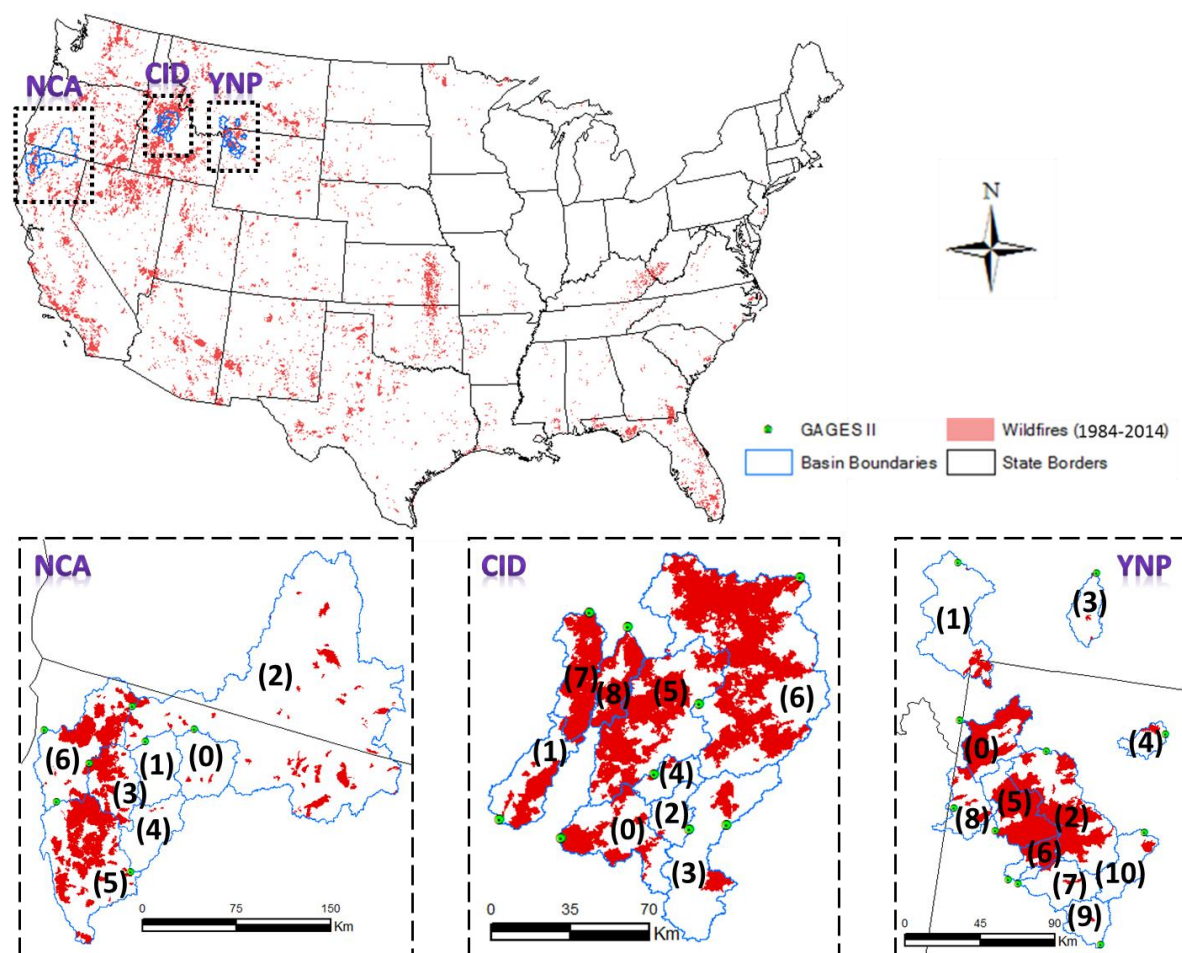 NCA
CID
YNP
N
GAGES II
Wildfires (1984-2014)
Basin Boundaries
State Borders
NCA
(2)
(6)
(1)
(0)
(3)
(4)
(5)
0 75 150
Km
CID
(7)
(8)
(5)
(6)
(1)
(4)
(2)
(0)
(3)
0 35 70
Km
YNP
(1)
(3)
(0)
(4)
(5)
(2)
(8)
(6)
(7)
(10)
(9)
0 45 90
Km